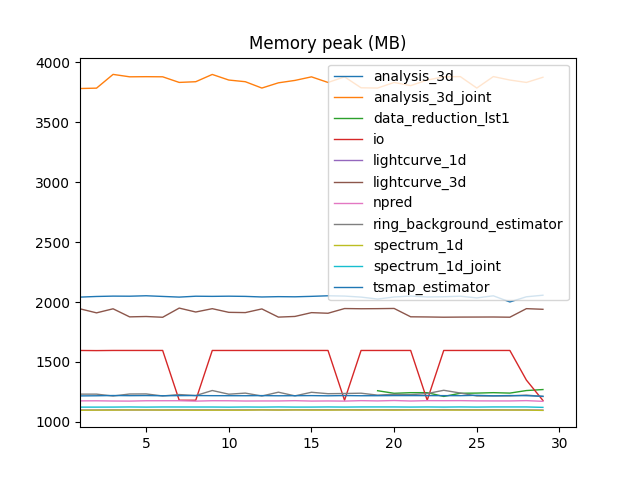 Memory peak (MB)
4000
3500
3000
2500
2000
1500
1000
analysis_3d
analysis_3d_joint
data_reduction_lst1
io
lightcurve_1d
lightcurve_3d
npred
ring_background_estimator
spectrum_1d
spectrum_1d_joint
tsmap_estimator
5 10 15 20 25 30